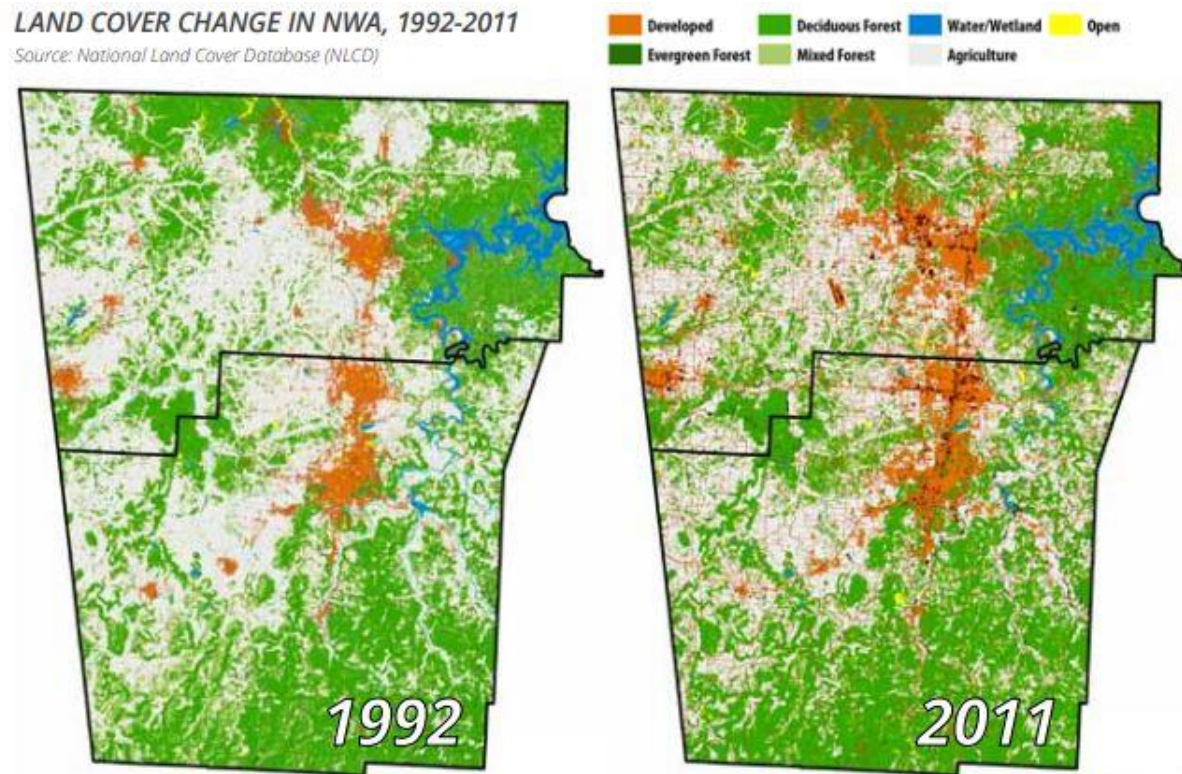 LAND COVER CHANGE IN NWA, 1992-2011
Source: National Land Cover Database (NLCD)
Developed Deciduous Forest Water/Wetland Open
Evergreen Forest Mixed Forest Agriculture
1992
2011